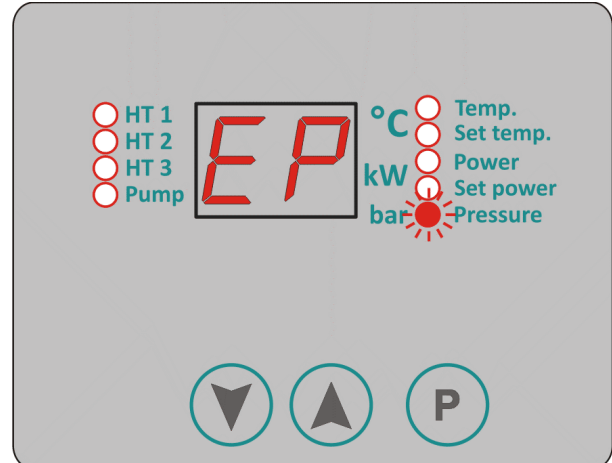 HT 1
HT 2
HT 3
Pump
EP
°C
kW
bar
Temp.
Set temp.
Power
Set power
Pressure
P